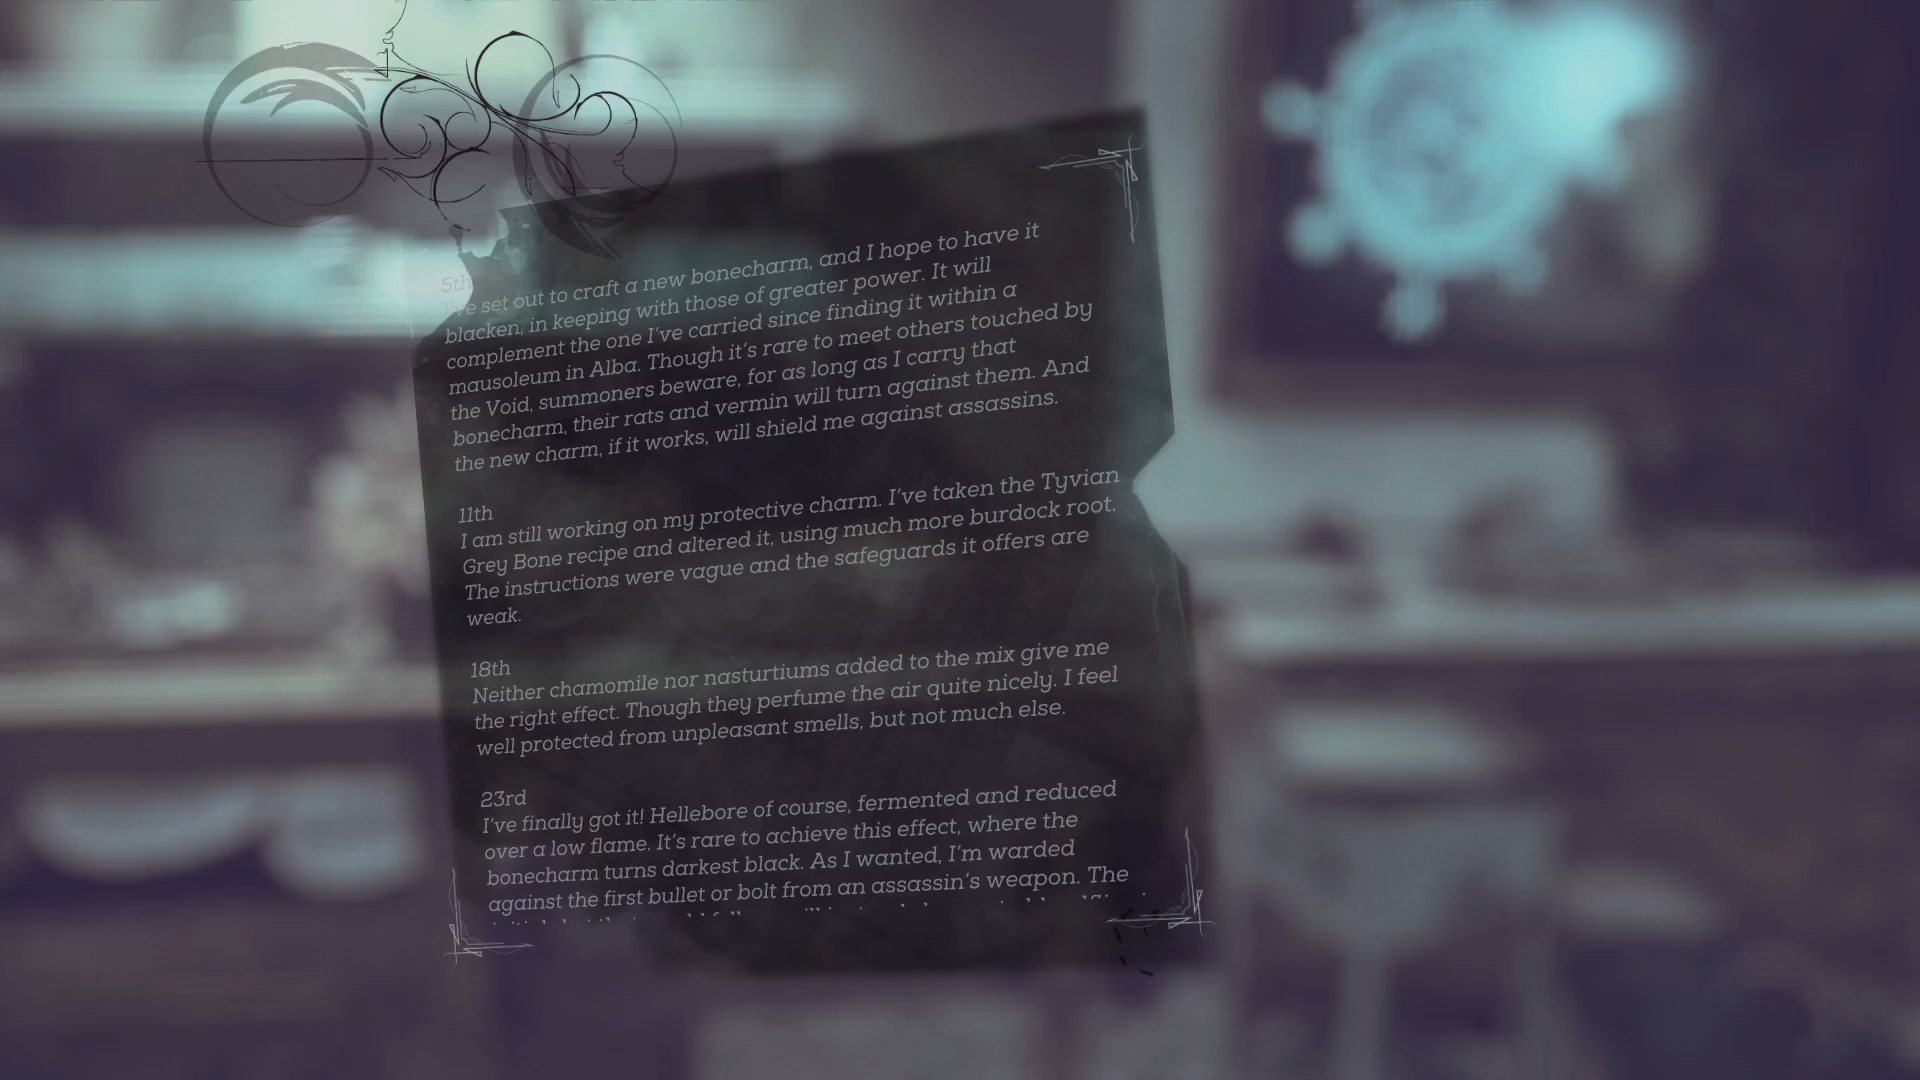 5th
I've set out to craft a new bonecharm, and I hope to have it
blacken, in keeping with those of greater power. It will
complement the one I've carried since finding it within a
mausoleum in Alba. Though it's rare to meet others touched by
the Void, summoners beware, for as long as I carry that
bonecharm, their rats and vermin will turn against them. And
the new charm, if it works, will shield me against assassins.
11th
I am still working on my protective charm. I've taken the Tyvian
Grey Bone recipe and altered it, using much more burdock root.
The instructions were vague and the safeguards it offers are
weak.
18th
Neither chamomile nor nasturtiums added to the mix give me
the right effect. Though they perfume the air quite nicely. I feel
well protected from unpleasant smells, but not much else.
23rd
I've finally got it! Hellebore of course, fermented and reduced
over a low flame. It's rare to achieve this effect, where the
bonecharm turns darkest black. As I wanted, I'm warded
against the first bullet or bolt from an assassin's weapon. The